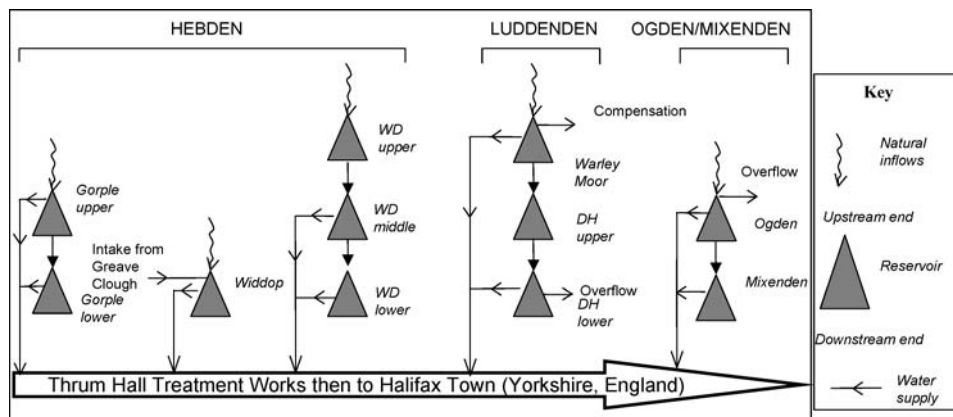 HEBDEN
LUDDENDEN
OGDEN/MIXENDEN
WD
upper
Compensation
Gorple
upper
Warley
Moor
Overflow
WD
middle
DH
upper
Ogden
Intake from
Greave
Clough
Gorple
lower
Widdop
WD
lower
Overflow
DH
lower
Mixenden
Thrum Hall Treatment Works then to Halifax Town (Yorkshire, England)
Key
Natural
inflows
Upstream end
Reservoir
Downstream end
Water
supply